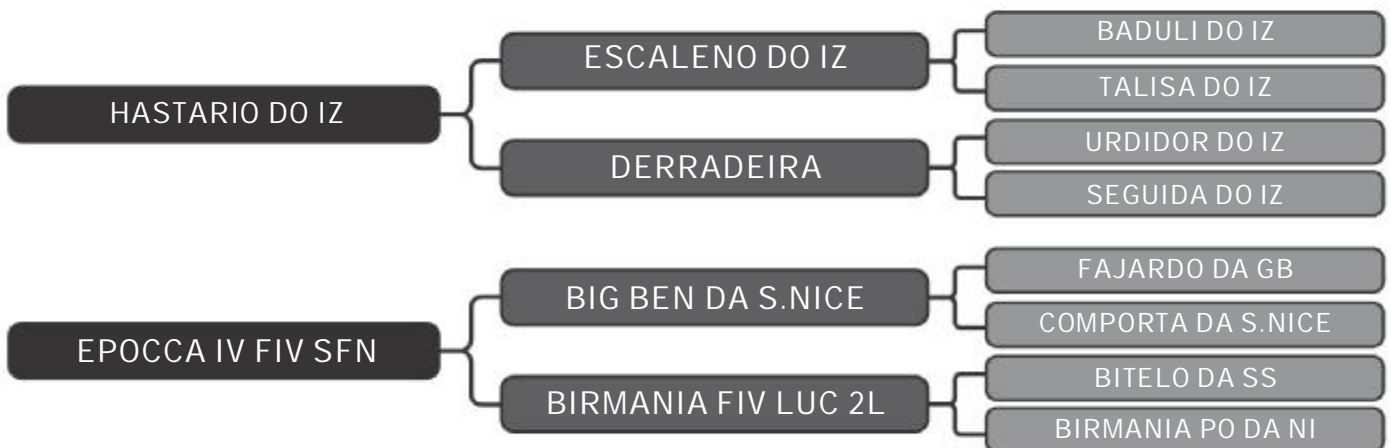 HASTARIO DO IZ
ESCALENO DO IZ
BADULI DO IZ
TALISA DO IZ
DERRADEIRA
URDIDOR DO IZ
SEGUIDA DO IZ
EPOCCA IV FIV SFN
BIG BEN DA S.NICE
FAJARDO DA GB
COMPORTA DA S.NICE
BIRMANIA FIV LUC 2L
BITELO DA SS
BIRMANIA PO DA NI